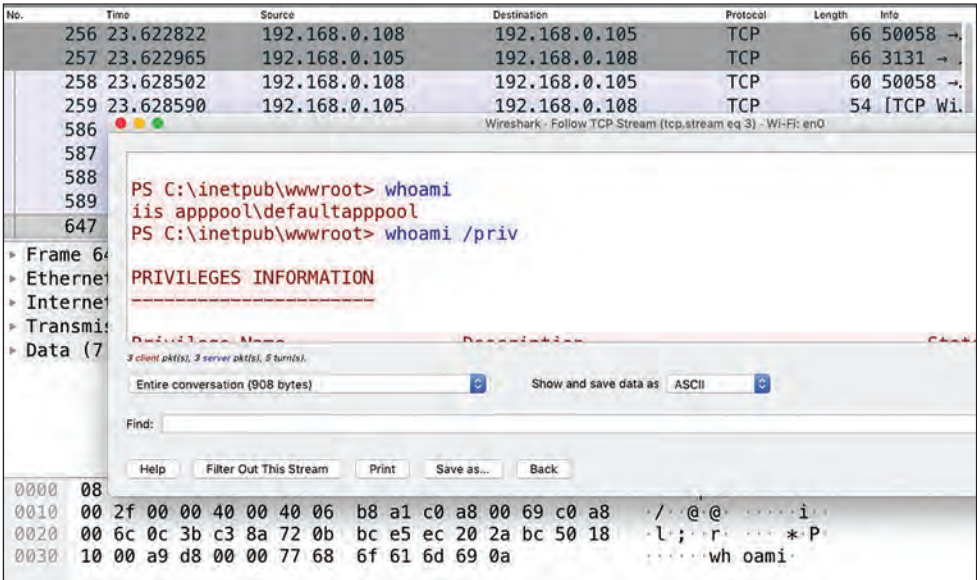 No. Time Source Destination Protocol Length Info
256 23.622822 192.168.0.108 192.168.0.105 TCP 66 50058 →.
257 23.622965 192.168.0.105 192.168.0.108 TCP 66 3131 → .
258 23.628502 192.168.0.108 192.168.0.105 TCP 60 50058 →.
259 23.628590 192.168.0.105 192.168.0.108 TCP 54 [TCP Wi.
586
587
588
589
647
Wireshark · Follow TCP Stream (tcp.stream eq 3) · Wi-Fi: en0
PS C:\inetpub\wwwroot> whoami
iis apppool\defaultapppool
PS C:\inetpub\wwwroot> whoami /priv
PRIVILEGES INFORMATION
----------------------
Privilege Name Description State
3 client pkt(s), 3 server pkt(s), 5 turn(s).
Entire conversation (908 bytes) Show and save data as ASCII
Find:
Help Filter Out This Stream Print Save as... Back
Frame 64
Ethernet
Internet
Transmis
Data (7
0000 08
0010 00 2f 00 00 40 00 40 06 b8 a1 c0 a8 00 69 c0 a8 ·/··@·@· ·····i··
0020 00 6c 0c 3b c3 8a 72 0b bc e5 ec 20 2a bc 50 18 ·l·;··r· ··· *·P·
0030 10 00 a9 d8 00 00 77 68 6f 61 6d 69 0a ······wh oami·